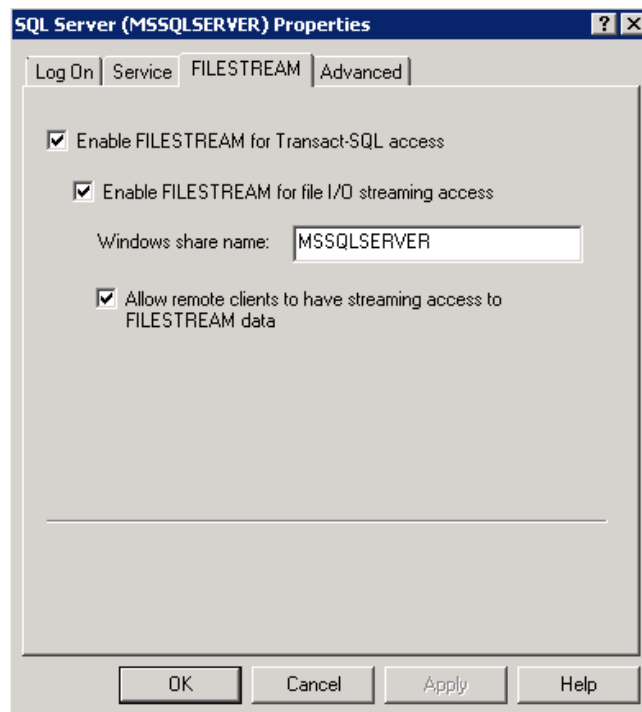 SQL Server (MSSQLSERVER) Properties
Log On Service FILESTREAM Advanced
Enable FILESTREAM for Transact-SQL access
Enable FILESTREAM for file I/O streaming access
Windows share name: MSSQLSERVER
Allow remote clients to have streaming access to
FILESTREAM data
OK Cancel Apply Help